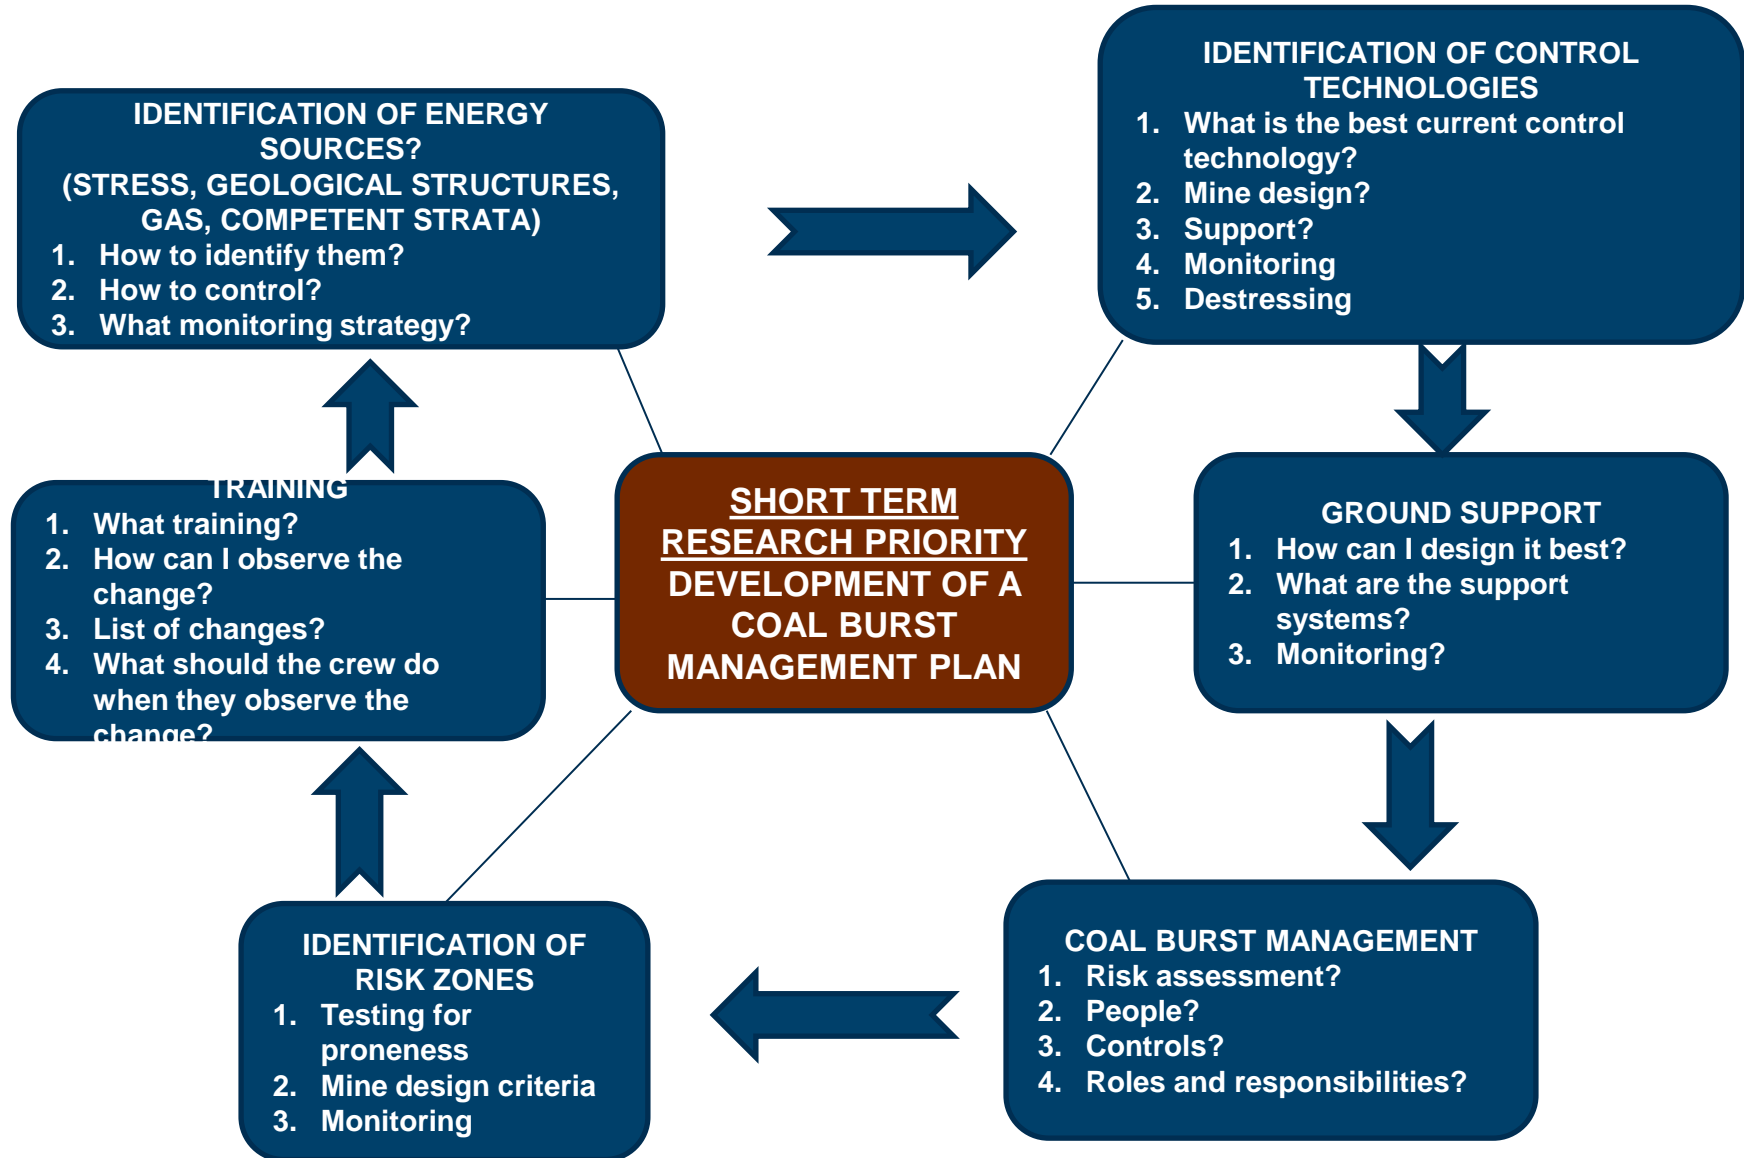 IDENTIFICATION OF ENERGY
SOURCES?
(STRESS, GEOLOGICAL STRUCTURES,
GAS, COMPETENT STRATA)
1. How to identify them?
2. How to control?
3. What monitoring strategy?
IDENTIFICATION OF CONTROL
TECHNOLOGIES
1. What is the best current control
technology?
2. Mine design?
3. Support?
4. Monitoring
5. Destressing
TRAINING
1. What training?
2. How can I observe the
change?
3. List of changes?
4. What should the crew do
when they observe the
change?
SHORT TERM
RESEARCH PRIORITY
DEVELOPMENT OF A
COAL BURST
MANAGEMENT PLAN
GROUND SUPPORT
1. How can I design it best?
2. What are the support
systems?
3. Monitoring?
IDENTIFICATION OF
RISK ZONES
1. Testing for
proneness
2. Mine design criteria
3. Monitoring
COAL BURST MANAGEMENT
1. Risk assessment?
2. People?
3. Controls?
4. Roles and responsibilities?